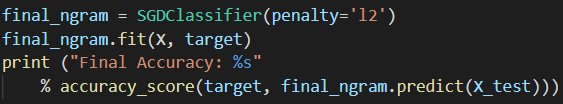 final_ngram = SGDClassifier(penalty='l2')
final_ngram.fit(X, target)
print ("Final Accuracy: %s"
    % accuracy_score(target, final_ngram.predict(X_test)))